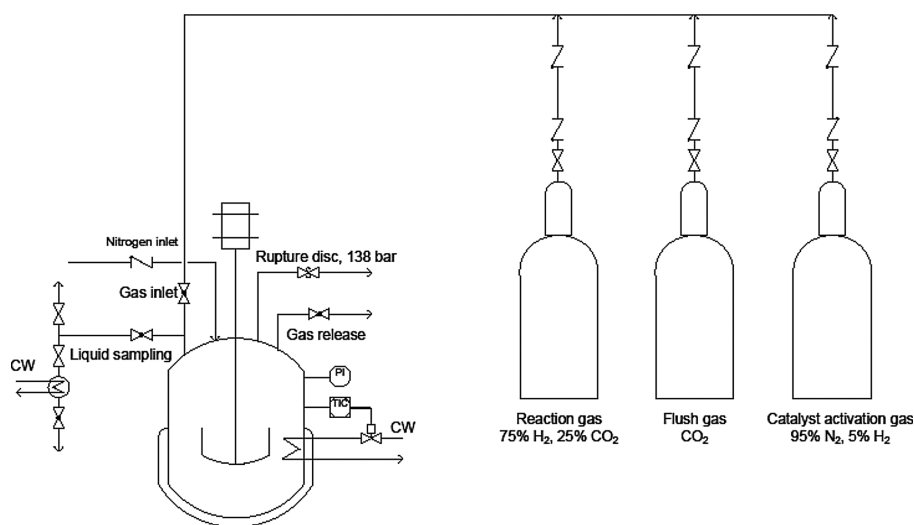 Nitrogen inlet
Rupture disc, 138 bar
Gas inlet
Gas release
Liquid sampling
CW
PI
TIC
CW
Reaction gas
75% H₂, 25% CO₂
Flush gas
CO₂
Catalyst activation gas
95% N₂, 5% H₂